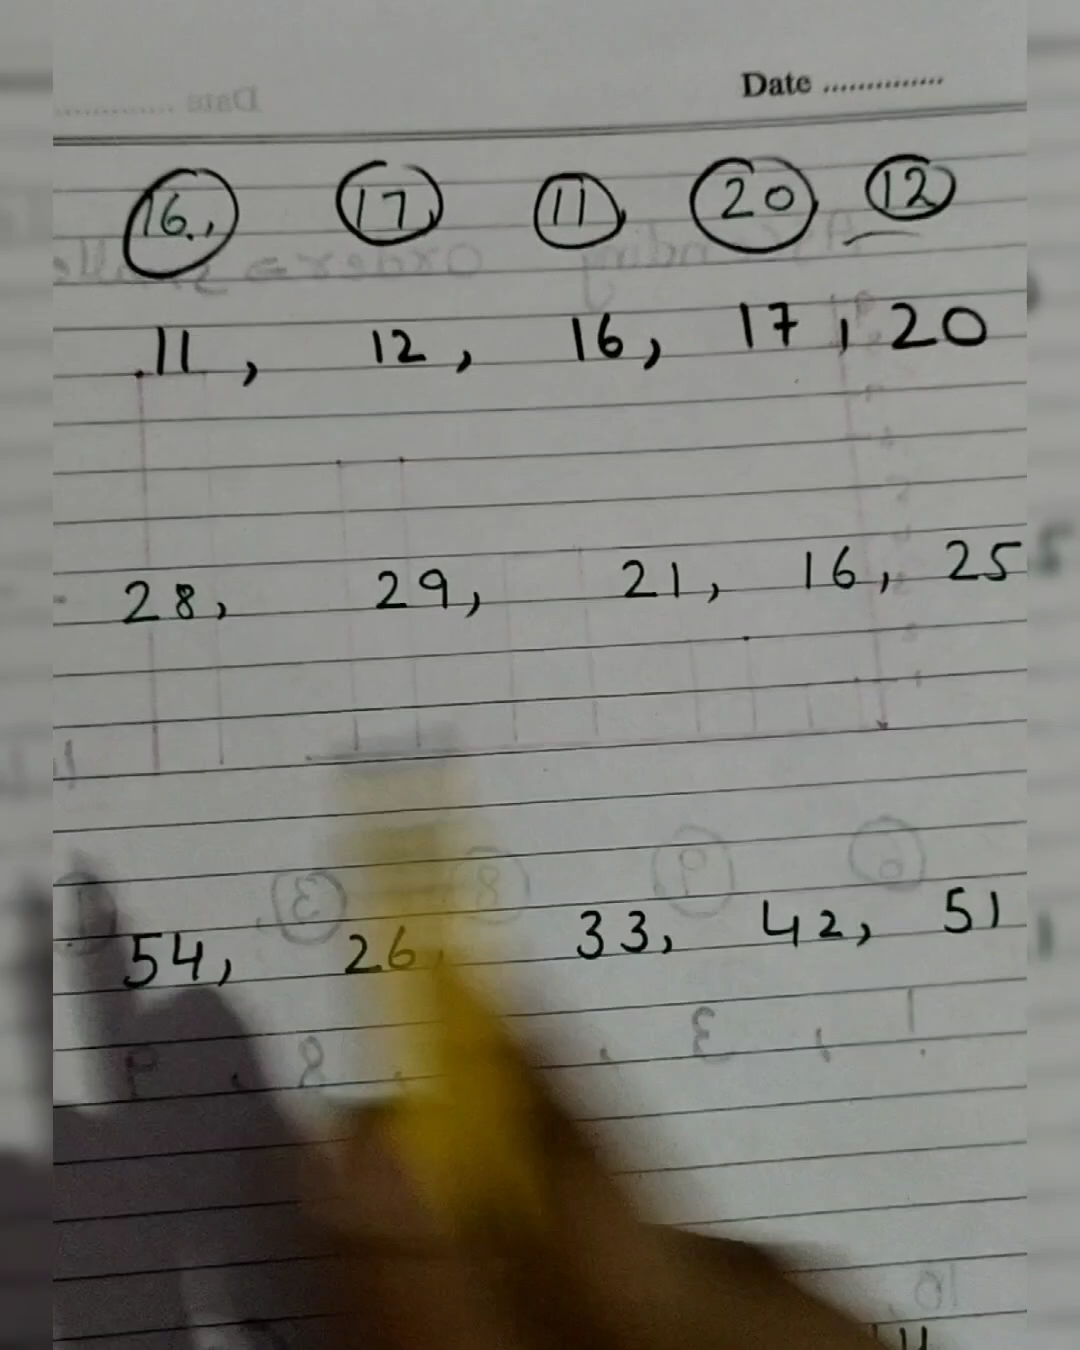 Date ..............
16, 17 11 20 12
11, 12, 16, 17, 20
28, 29, 21, 16, 25
54, 26, 33, 42, 51